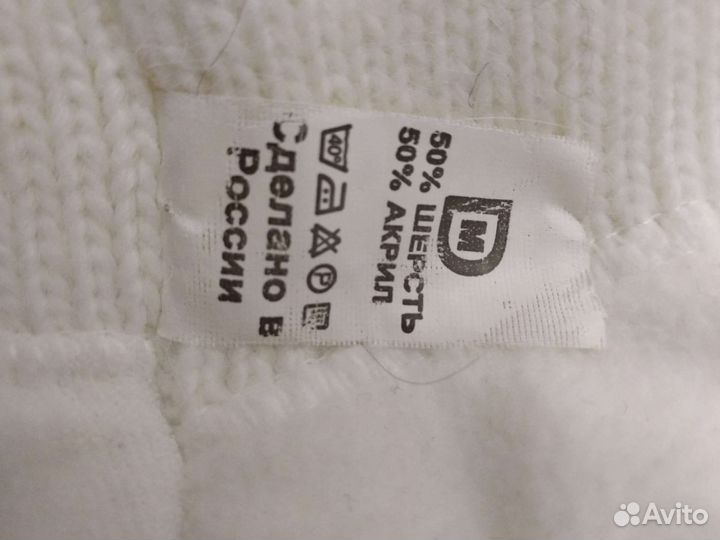 M
50% ШЕРСТЬ
50% АКРИЛ
40°
P
Сделано в
России
Avito